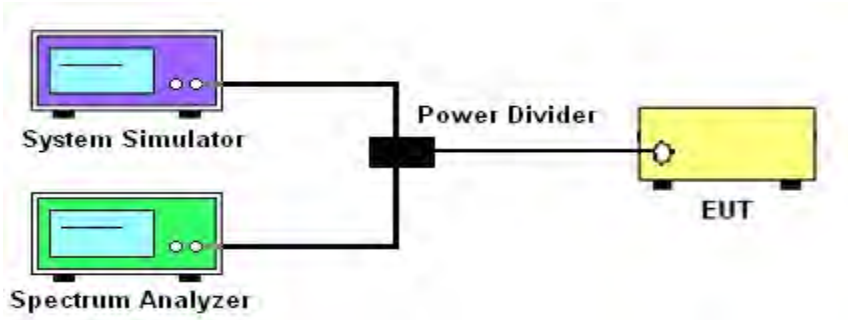 System Simulator
Power Divider
EUT
Spectrum Analyzer